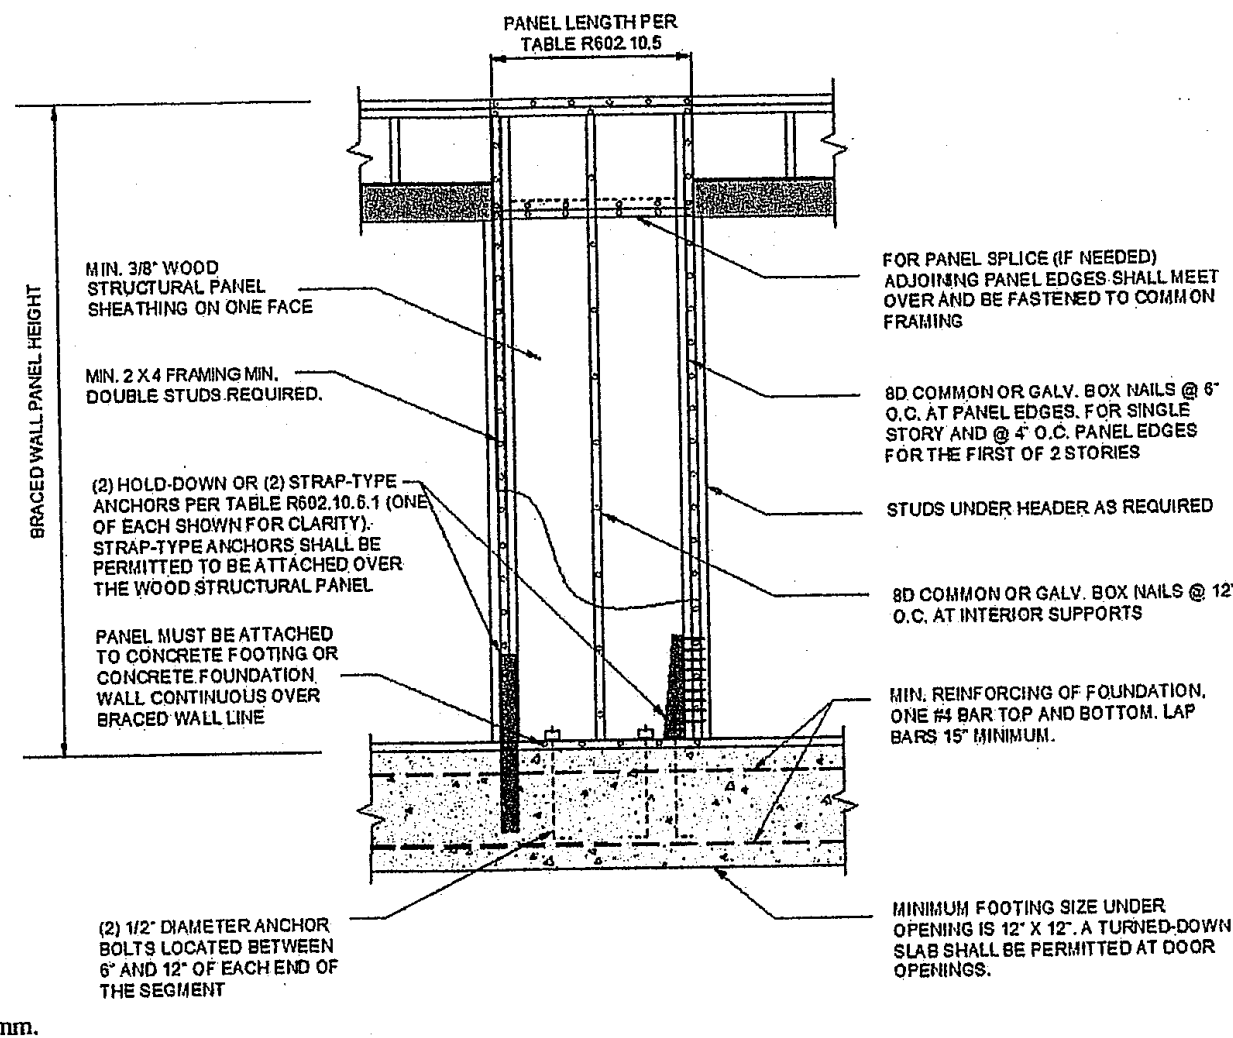 PANEL LENGTH PER
TABLE R602.10.5
BRACED WALL PANEL HEIGHT
MIN. 3/8" WOOD
STRUCTURAL PANEL
SHEATHING ON ONE FACE
MIN. 2 X 4 FRAMING MIN.
DOUBLE STUDS REQUIRED.
(2) HOLD-DOWN OR (2) STRAP-TYPE
ANCHORS PER TABLE R602.10.6.1 (ONE
OF EACH SHOWN FOR CLARITY).
STRAP-TYPE ANCHORS SHALL BE
PERMITTED TO BE ATTACHED OVER
THE WOOD STRUCTURAL PANEL
PANEL MUST BE ATTACHED
TO CONCRETE FOOTING OR
CONCRETE FOUNDATION
WALL CONTINUOUS OVER
BRACED WALL LINE
(2) 1/2" DIAMETER ANCHOR
BOLTS LOCATED BETWEEN
6" AND 12" OF EACH END OF
THE SEGMENT
FOR PANEL SPLICE (IF NEEDED)
ADJOINING PANEL EDGES SHALL MEET
OVER AND BE FASTENED TO COMMON
FRAMING
8D COMMON OR GALV. BOX NAILS @ 6"
O.C. AT PANEL EDGES. FOR SINGLE
STORY AND @ 4" O.C. PANEL EDGES
FOR THE FIRST OF 2 STORIES
STUDS UNDER HEADER AS REQUIRED
8D COMMON OR GALV. BOX NAILS @ 12"
O.C. AT INTERIOR SUPPORTS
MIN. REINFORCING OF FOUNDATION,
ONE #4 BAR TOP AND BOTTOM. LAP
BARS 15" MINIMUM.
MINIMUM FOOTING SIZE UNDER
OPENING IS 12" X 12". A TURNED-DOWN
SLAB SHALL BE PERMITTED AT DOOR
OPENINGS.
mm.